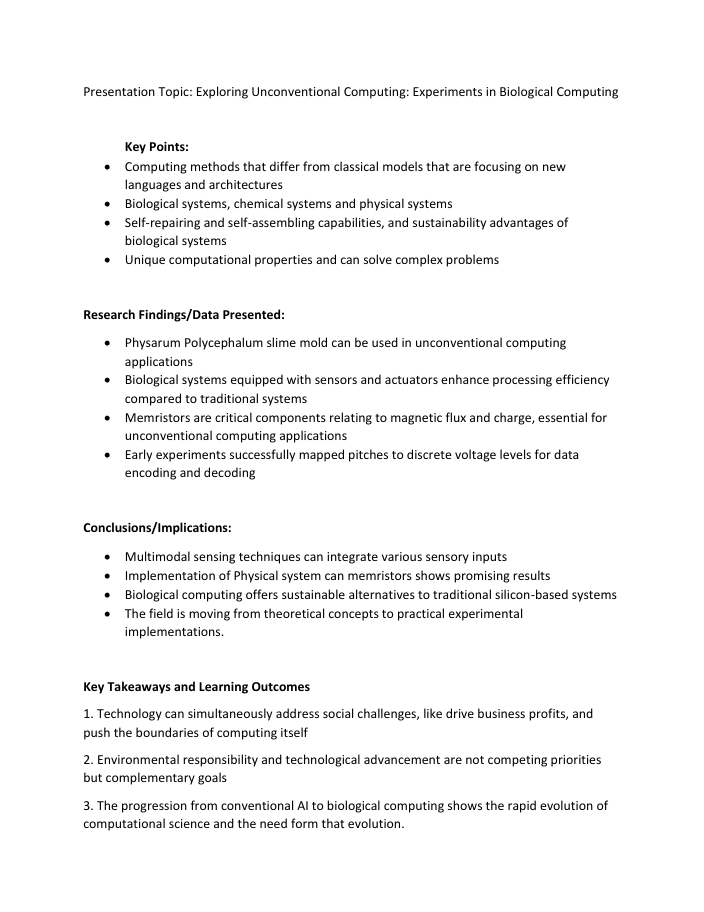 Presentation Topic: Exploring Unconventional Computing: Experiments in Biological Computing
Key Points:
• Computing methods that differ from classical models that are focusing on new
languages and architectures
• Biological systems, chemical systems and physical systems
• Self-repairing and self-assembling capabilities, and sustainability advantages of
biological systems
• Unique computational properties and can solve complex problems
Research Findings/Data Presented:
• Physarum Polycephalum slime mold can be used in unconventional computing
applications
• Biological systems equipped with sensors and actuators enhance processing efficiency
compared to traditional systems
• Memristors are critical components relating to magnetic flux and charge, essential for
unconventional computing applications
• Early experiments successfully mapped pitches to discrete voltage levels for data
encoding and decoding
Conclusions/Implications:
• Multimodal sensing techniques can integrate various sensory inputs
• Implementation of Physical system can memristors shows promising results
• Biological computing offers sustainable alternatives to traditional silicon-based systems
• The field is moving from theoretical concepts to practical experimental
implementations.
Key Takeaways and Learning Outcomes
1. Technology can simultaneously address social challenges, like drive business profits, and
push the boundaries of computing itself
2. Environmental responsibility and technological advancement are not competing priorities
but complementary goals
3. The progression from conventional AI to biological computing shows the rapid evolution of
computational science and the need form that evolution.